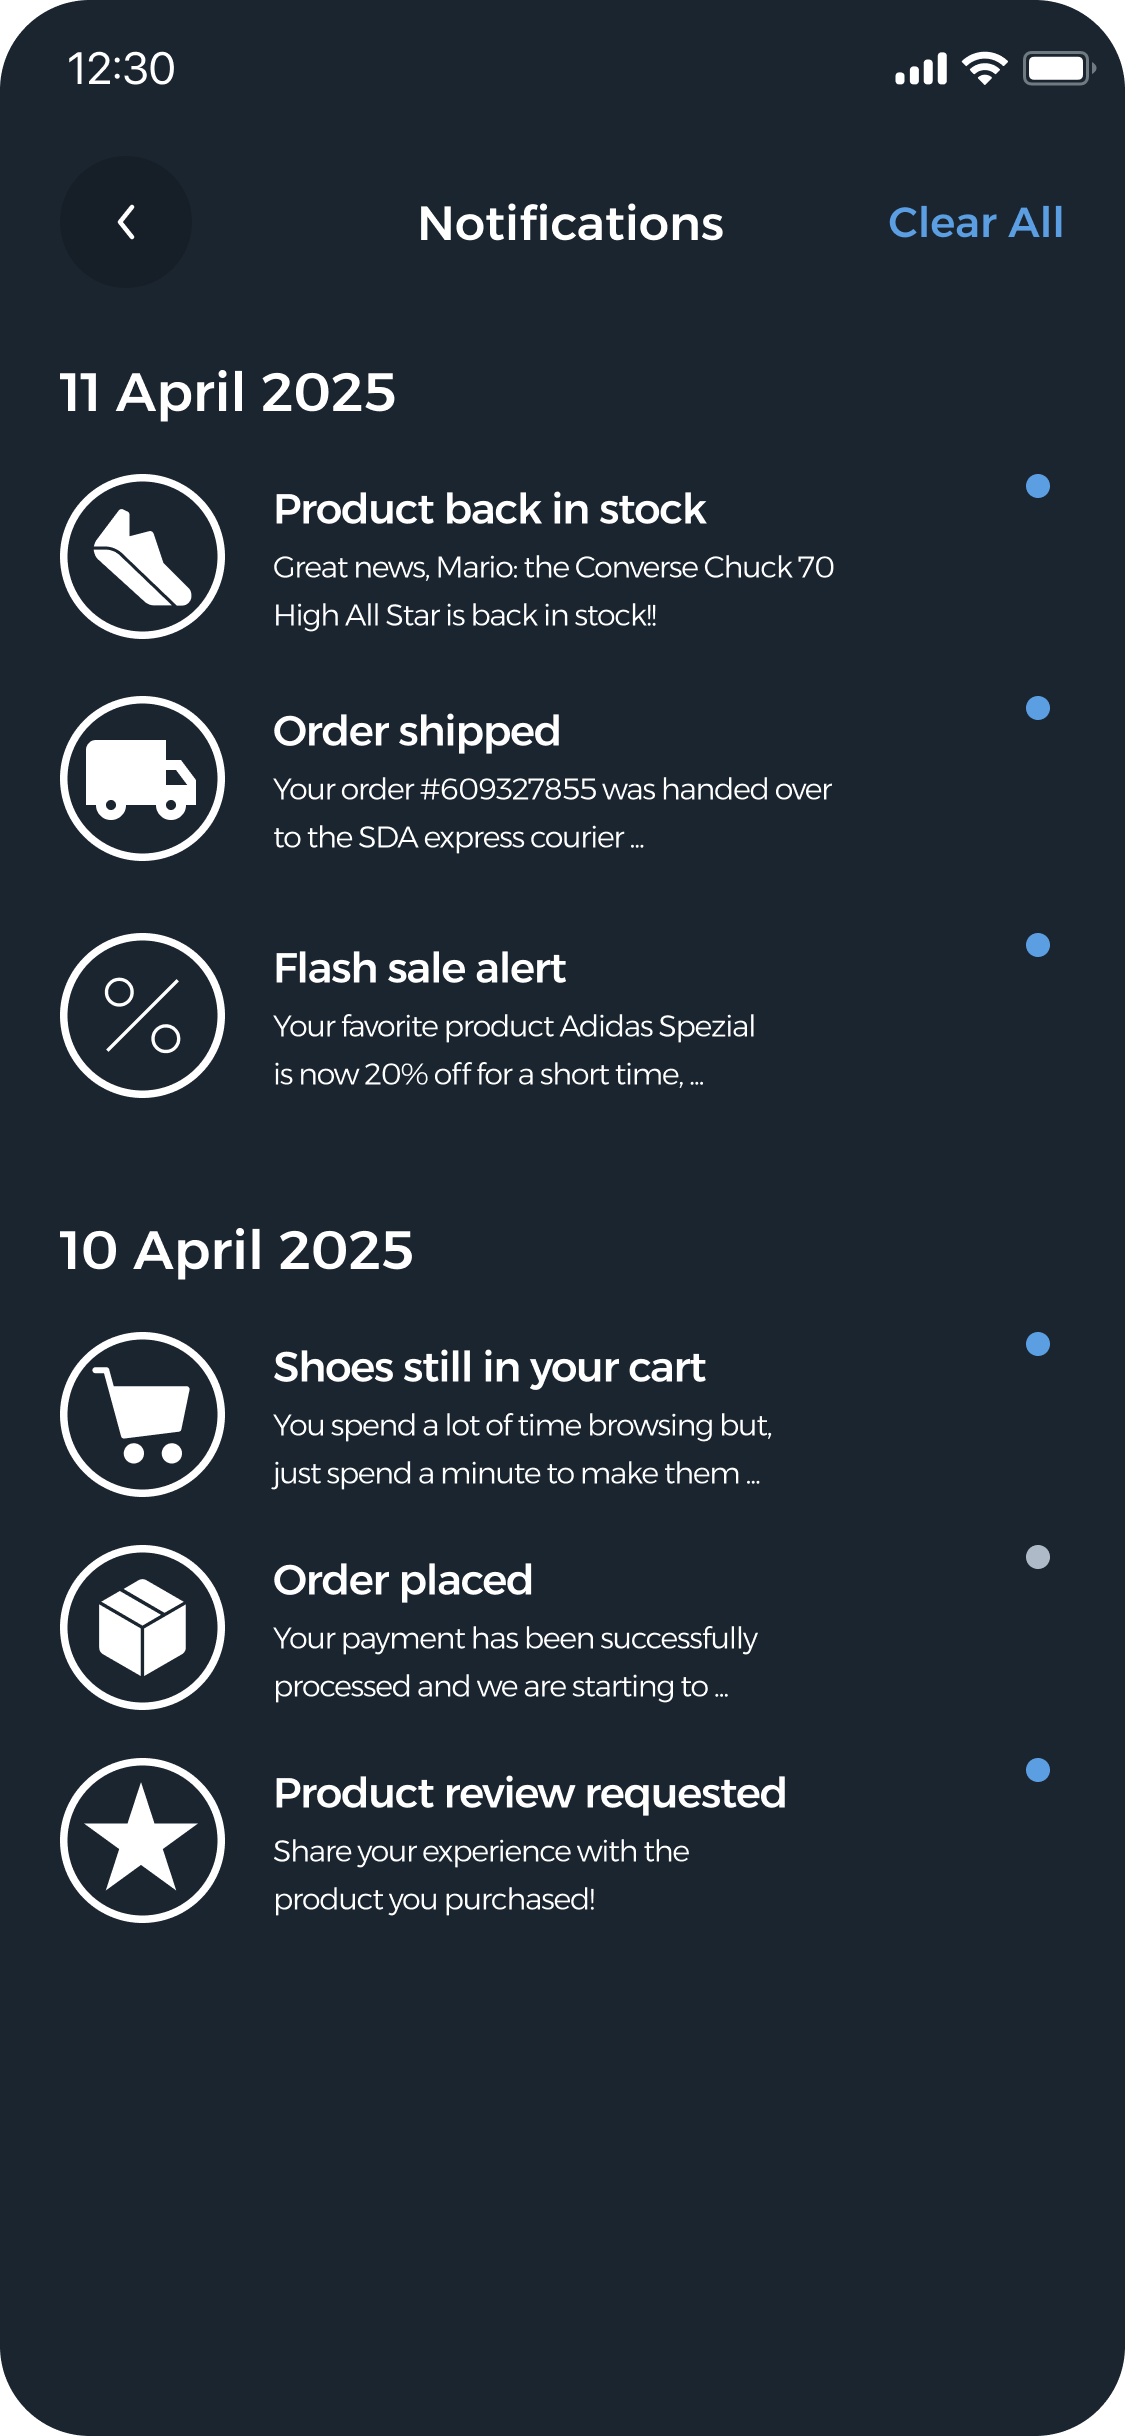 12:30
Notifications
Clear All
11 April 2025
Product back in stock
Great news, Mario: the Converse Chuck 70
High All Star is back in stock!!
Order shipped
Your order #609327855 was handed over
to the SDA express courier ...
Flash sale alert
Your favorite product Adidas Spezial
is now 20% off for a short time, ...
10 April 2025
Shoes still in your cart
You spend a lot of time browsing but,
just spend a minute to make them ...
Order placed
Your payment has been successfully
processed and we are starting to ...
Product review requested
Share your experience with the
product you purchased!